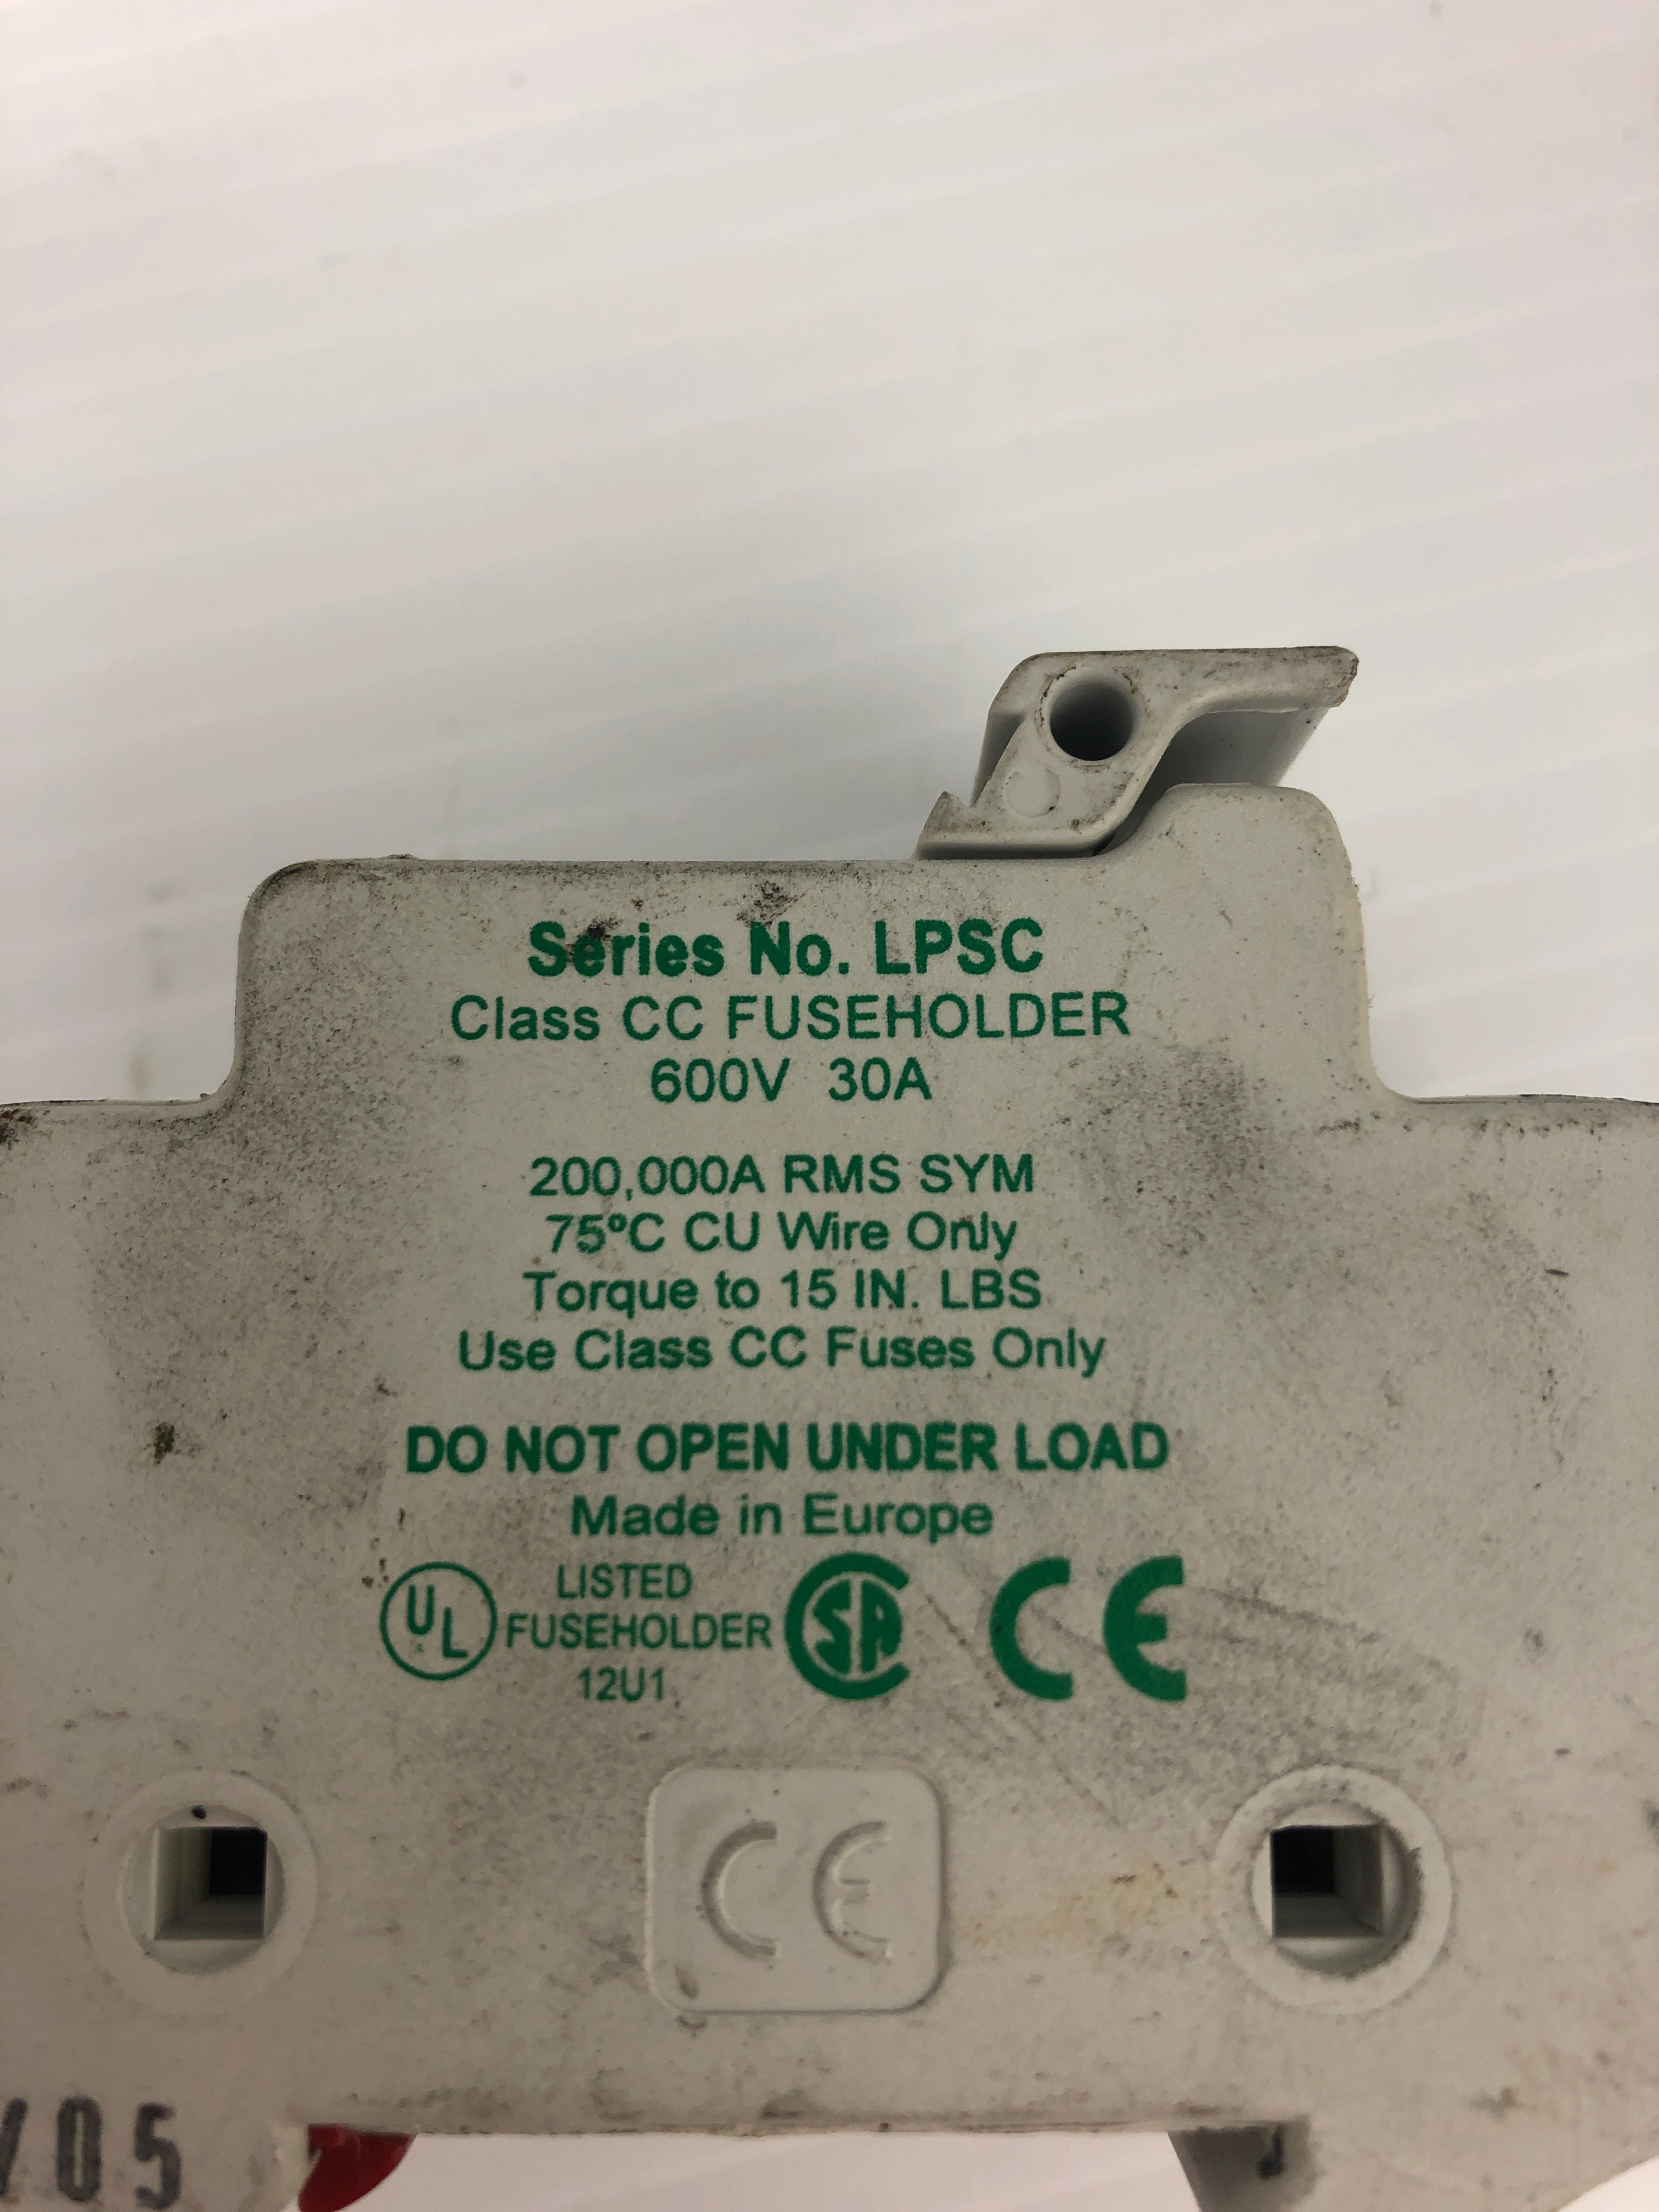 Series No. LPSC
Class CC FUSEHOLDER
600V 30A
200,000A RMS SYM
75ºC CU Wire Only
Torque to 15 IN. LBS
Use Class CC Fuses Only
DO NOT OPEN UNDER LOAD
Made in Europe
UL LISTED FUSEHOLDER 12U1 SA CE
CE
/05